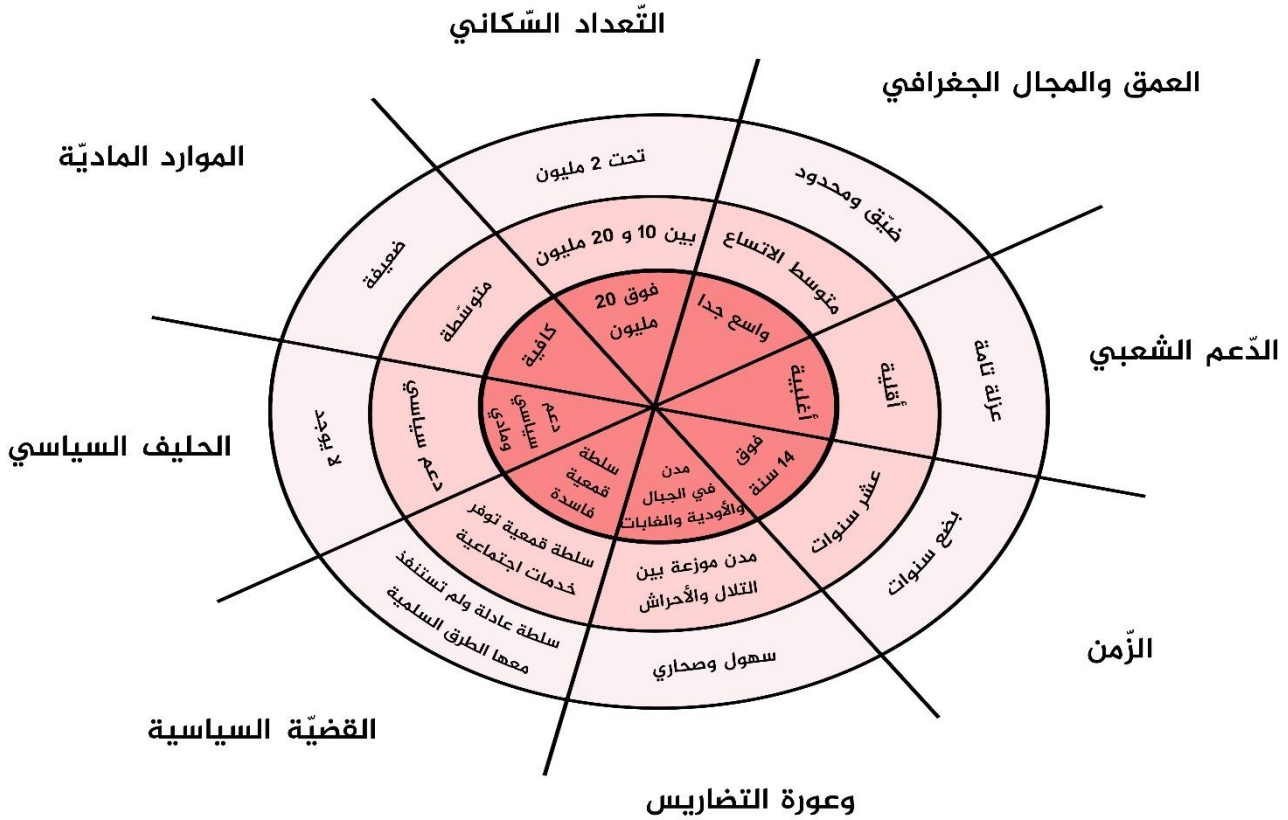 التّعداد السّكاني
تحت 2 مليون
بين 10 و 20 مليون
فوق 20
مليون
العمق والمجال الجغرافي
ضيّق ومحدود
متوسط الاتساع
واسع جدا
الدّعم الشعبي
عزلة تامة
أقلية
أغلبية
الزّمن
بضع سنوات
عشر سنوات
فوق
14 سنة
وعورة التضاريس
سهول وصحاري
مدن موزعة بين
التلال والأحراش
مدن
في الجبال
والأودية والغابات
القضيّة السياسية
سلطة عادلة ولم تستنفذ
معها الطرق السلمية
سلطة قمعية توفر
خدمات اجتماعية
سلطة
قمعية
فاسدة
الحليف السياسي
لا يوجد
دعم سياسي
دعم
سياسي
ومادي
الموارد الماديّة
ضعيفة
متوسّطة
كافية